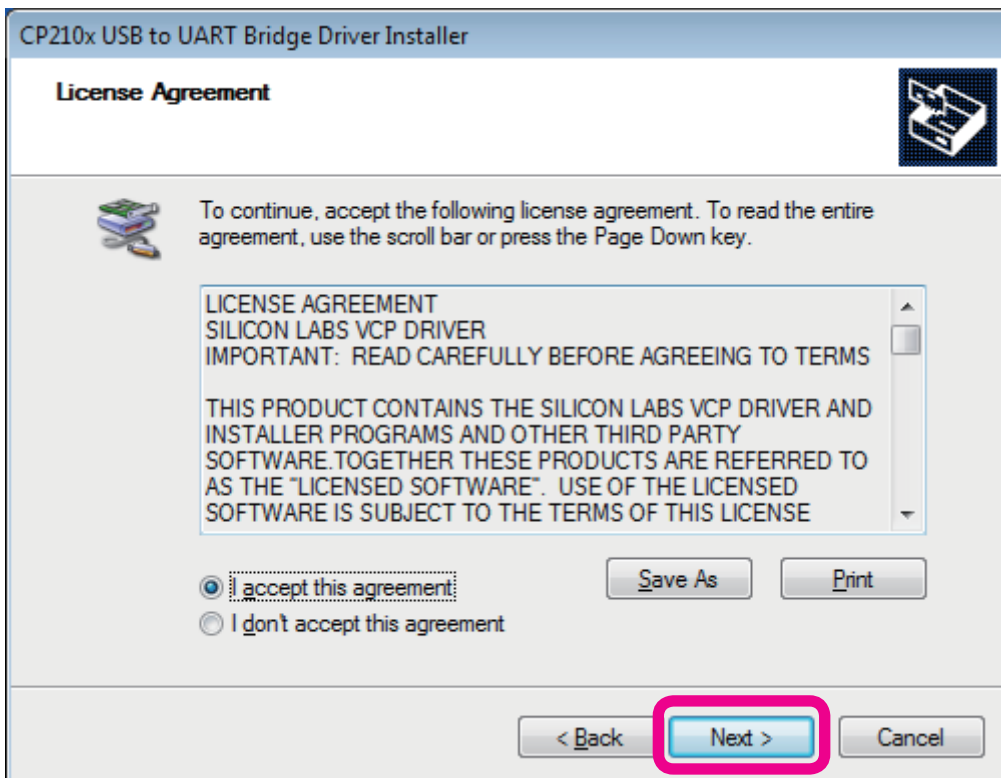 CP210x USB to UART Bridge Driver Installer
License Agreement
To continue, accept the following license agreement. To read the entire
agreement, use the scroll bar or press the Page Down key.
LICENSE AGREEMENT
SILICON LABS VCP DRIVER
IMPORTANT:  READ CAREFULLY BEFORE AGREEING TO TERMS
THIS PRODUCT CONTAINS THE SILICON LABS VCP DRIVER AND
INSTALLER PROGRAMS AND OTHER THIRD PARTY
SOFTWARE.TOGETHER THESE PRODUCTS ARE REFERRED TO
AS THE "LICENSED SOFTWARE".  USE OF THE LICENSED
SOFTWARE IS SUBJECT TO THE TERMS OF THIS LICENSE
I accept this agreement
Save As
Print
I don't accept this agreement
< Back
Next >
Cancel